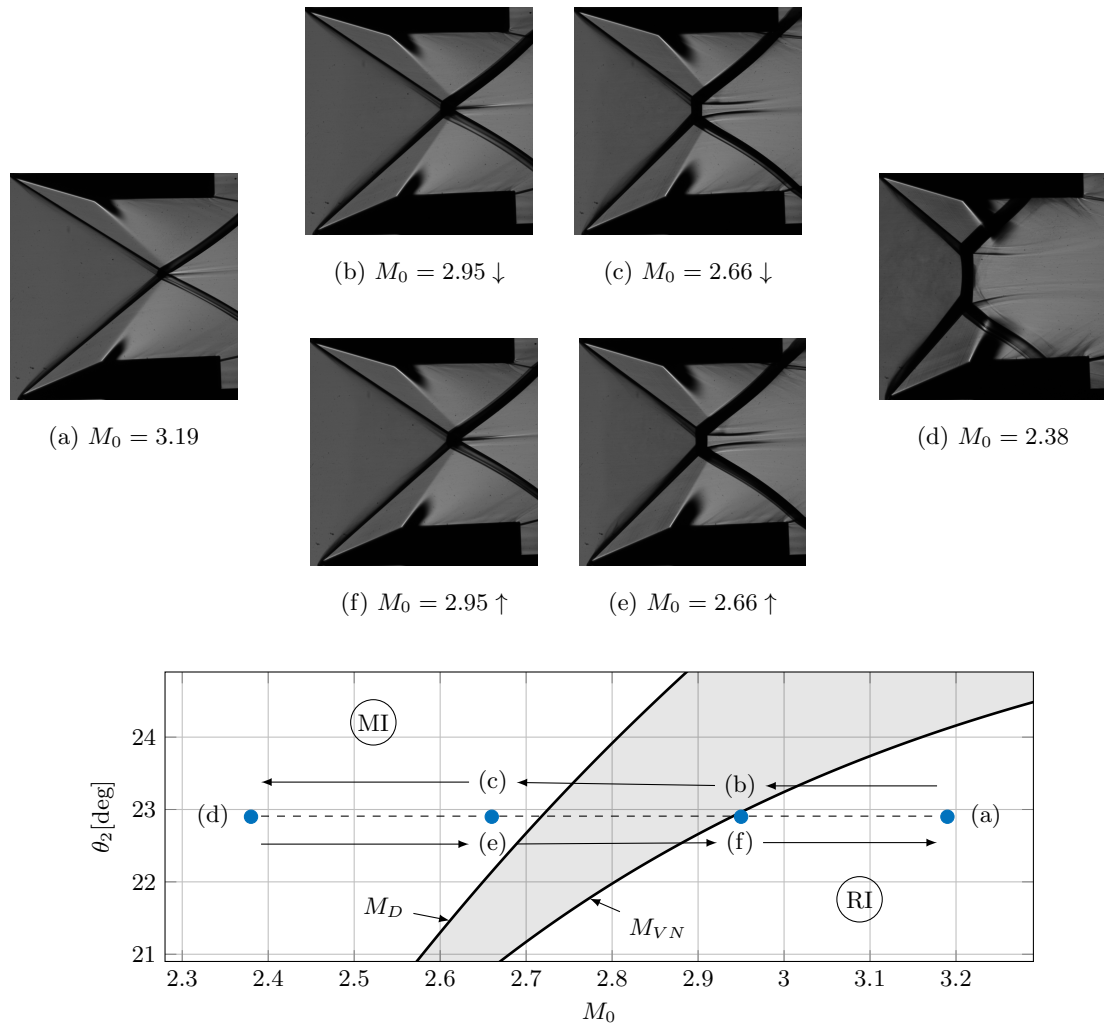 (b) M₀ = 2.95 ↓
(c) M₀ = 2.66 ↓
(a) M₀ = 3.19
(d) M₀ = 2.38
(f) M₀ = 2.95 ↑
(e) M₀ = 2.66 ↑
MI
(c)
(b)
(d)
(a)
(e)
(f)
RI
M_D
M_VN
24
23
22
21
θ₂[deg]
2.3 2.4 2.5 2.6 2.7 2.8 2.9 3 3.1 3.2
M₀